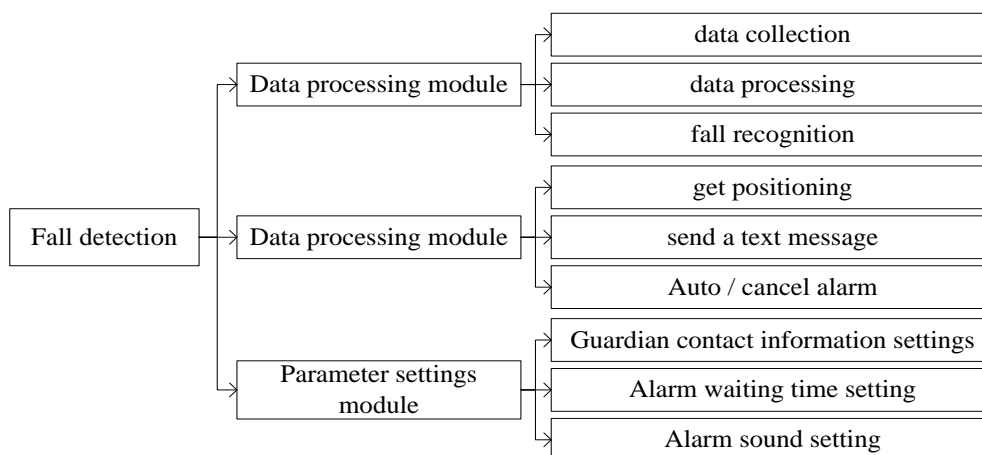 Fall detection
Data processing module
data collection
data processing
fall recognition
Data processing module
get positioning
send a text message
Auto / cancel alarm
Parameter settings
module
Guardian contact information settings
Alarm waiting time setting
Alarm sound setting